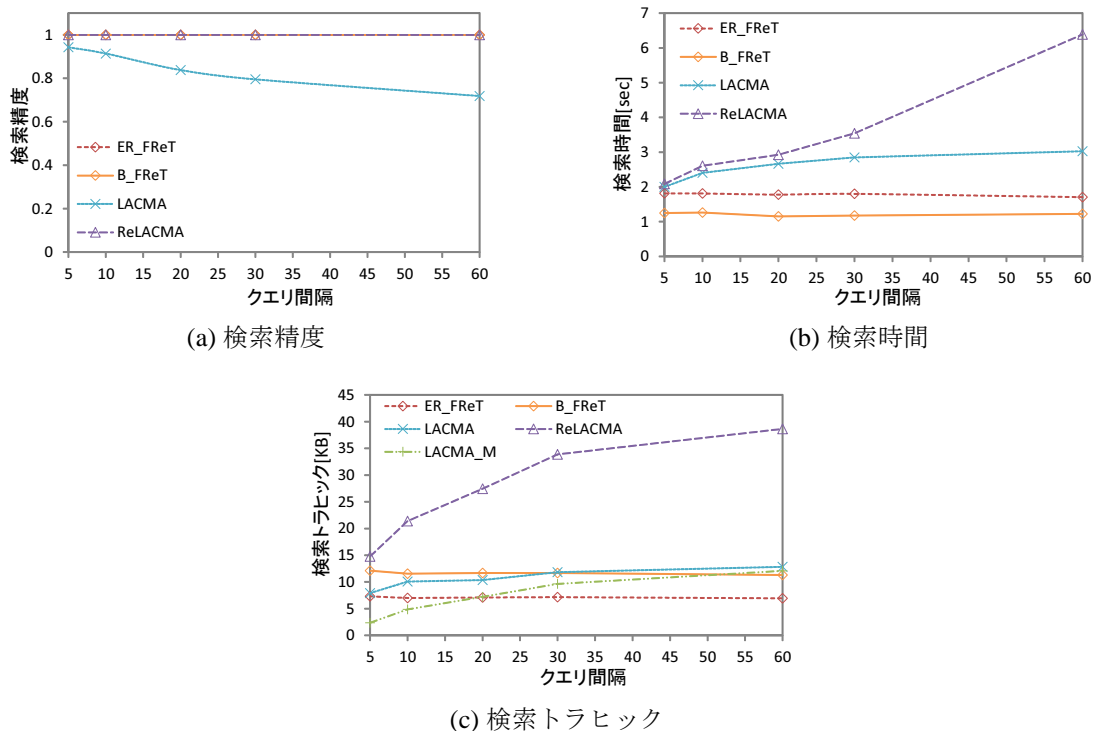 検索精度
1
0.8
0.6
0.4
0.2
0
ER_FReT
B_FReT
LACMA
ReLACMA
5 10 15 20 25 30 35 40 45 50 55 60
クエリ間隔
(a) 検索精度
検索時間[sec]
7
6
5
4
3
2
1
0
ER_FReT
B_FReT
LACMA
ReLACMA
5 10 15 20 25 30 35 40 45 50 55 60
クエリ間隔
(b) 検索時間
検索トラヒック[KB]
45
40
35
30
25
20
15
10
5
0
ER_FReT B_FReT
LACMA ReLACMA
LACMA_M
5 10 15 20 25 30 35 40 45 50 55 60
クエリ間隔
(c) 検索トラヒック